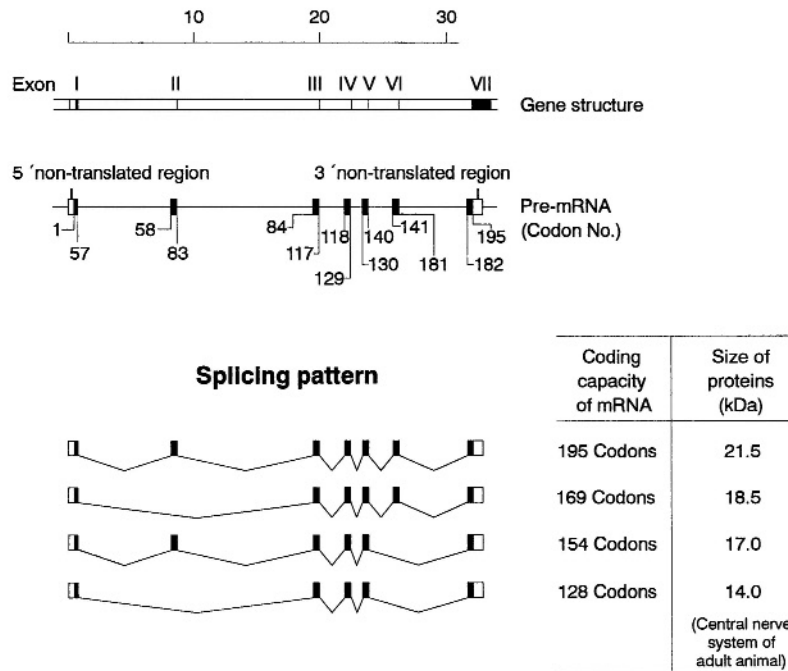 10 20 30
Exon I II III IV V VI VII
Gene structure
5 ´non-translated region 3 ´non-translated region
Pre-mRNA
(Codon No.)
1 58 84 118 140 141 195
57 83 117 130 181 182
129
Splicing pattern
Coding capacity of mRNA
Size of proteins (kDa)
195 Codons 21.5
169 Codons 18.5
154 Codons 17.0
128 Codons 14.0
(Central nerve
system of
adult animal)